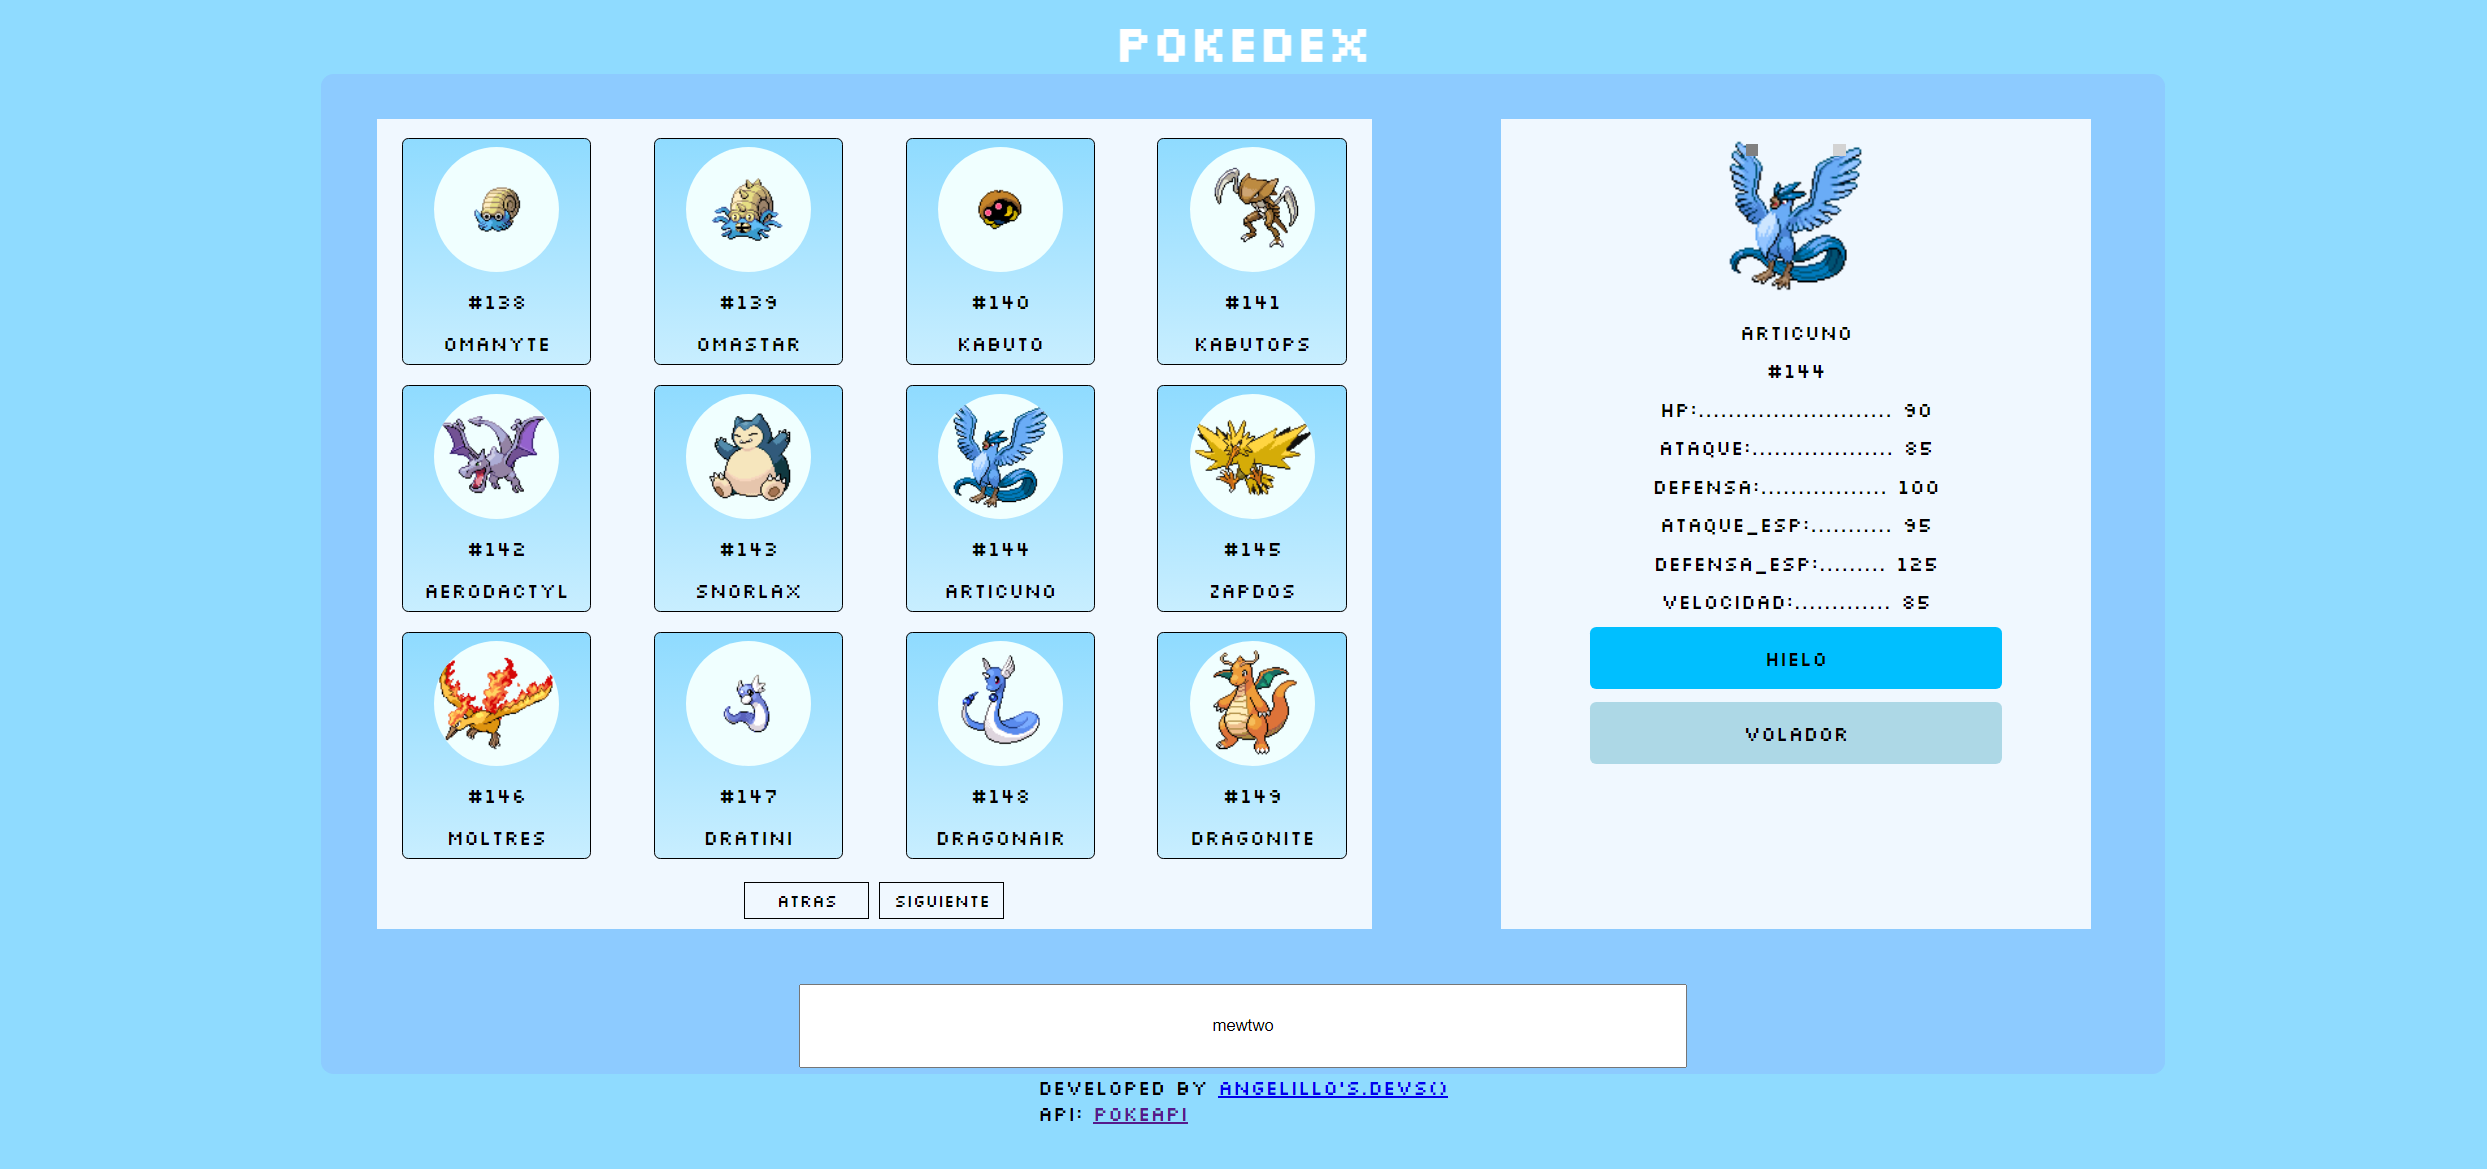 POKEDEX
#138
OMANYTE
#139
OMASTAR
#140
KABUTO
#141
KABUTOPS
#142
AERODACTYL
#143
SNORLAX
#144
ARTICUNO
#145
ZAPDOS
#146
MOLTRES
#147
DRATINI
#148
DRAGONAIR
#149
DRAGONITE
ATRAS
SIGUIENTE
ARTICUNO
#144
HP:.......................... 90
ATAQUE:................... 85
DEFENSA:................. 100
ATAQUE_ESP:........... 95
DEFENSA_ESP:......... 125
VELOCIDAD:............. 85
HIELO
VOLADOR
mewtwo
DEVELOPED BY ANGELILLO'S.DEVS()
API: POKEAPI